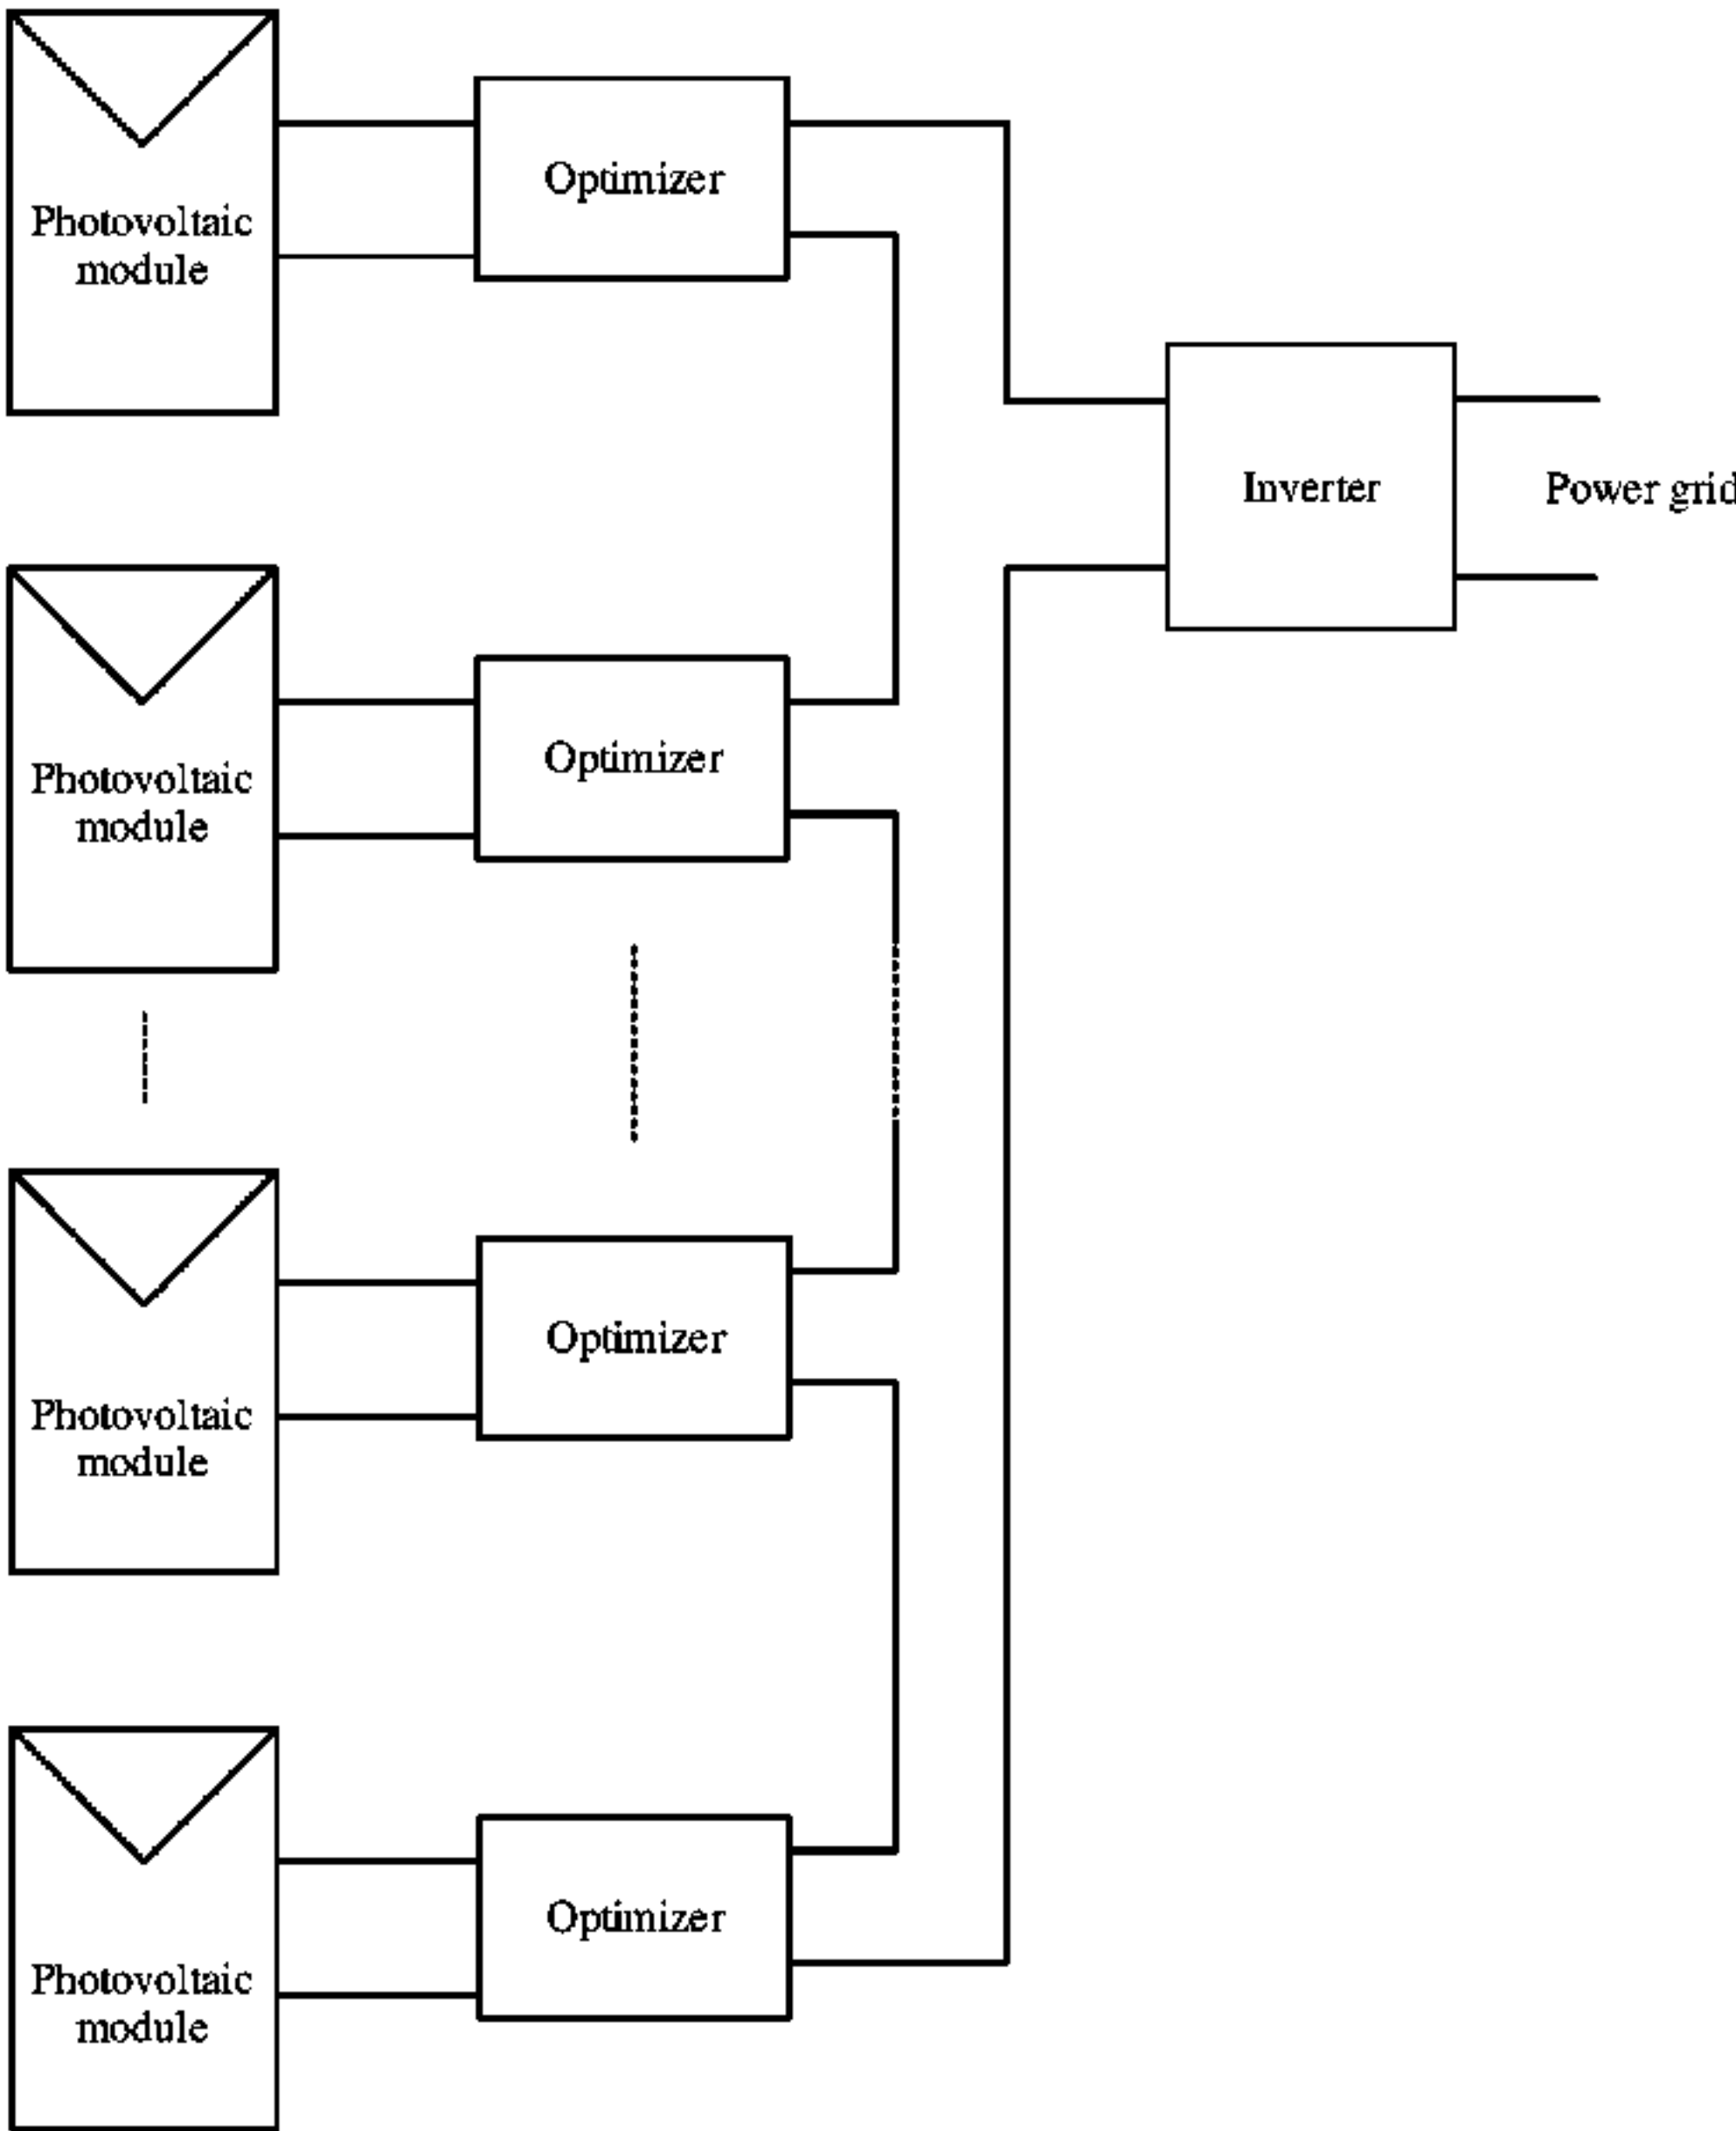 Photovoltaic
module
Optimizer
Inverter
Power grid
Photovoltaic
module
Optimizer
Photovoltaic
module
Optimizer
Photovoltaic
module
Optimizer